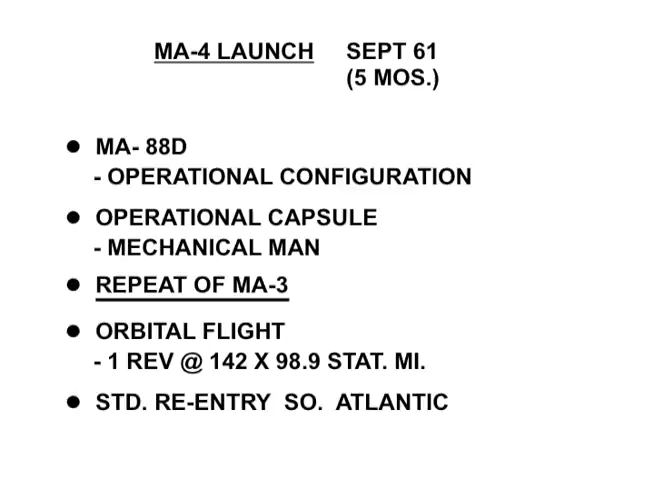 MA-4 LAUNCH SEPT 61
(5 MOS.)
● MA- 88D
- OPERATIONAL CONFIGURATION
● OPERATIONAL CAPSULE
- MECHANICAL MAN
● REPEAT OF MA-3
● ORBITAL FLIGHT
- 1 REV @ 142 X 98.9 STAT. MI.
● STD. RE-ENTRY SO. ATLANTIC